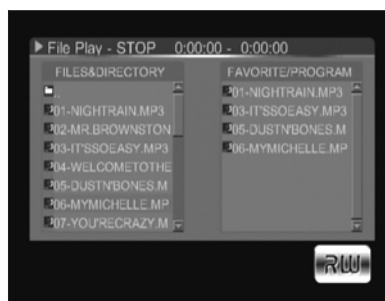 File Play - STOP 0:00:00 - 0:00:00
FILES&DIRECTORY
..
01-NIGHTRAIN.MP3
02-MR.BROWNSTON
03-IT'SSOEASY.MP3
04-WELCOMETOTHE
05-DUSTN'BONES.M
06-MYMICHELLE.MP
07-YOU'RECRAZY.M
FAVORITE/PROGRAM
01-NIGHTRAIN.MP3
03-IT'SSOEASY.MP3
05-DUSTN'BONES.M
06-MYMICHELLE.MP
RW